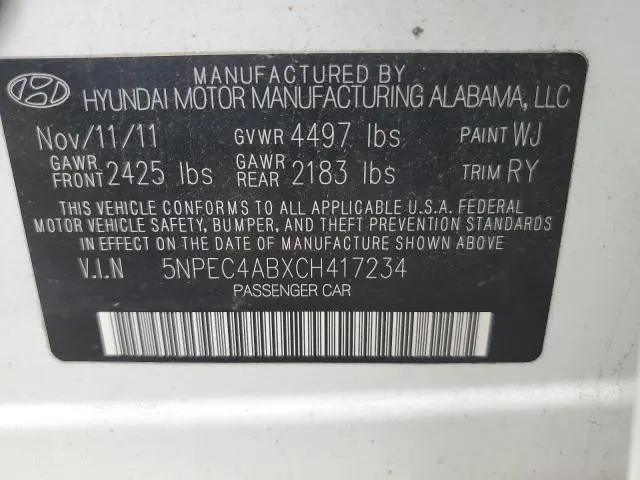 MANUFACTURED BY
HYUNDAI MOTOR MANUFACTURING ALABAMA, LLC
Nov/11/11 GVWR 4497 lbs PAINT WJ
GAWR FRONT 2425 lbs GAWR REAR 2183 lbs TRIM RY
THIS VEHICLE CONFORMS TO ALL APPLICABLE U.S.A. FEDERAL
MOTOR VEHICLE SAFETY, BUMPER, AND THEFT PREVENTION STANDARDS
IN EFFECT ON THE DATE OF MANUFACTURE SHOWN ABOVE
V.I.N 5NPEC4ABXCH417234
PASSENGER CAR